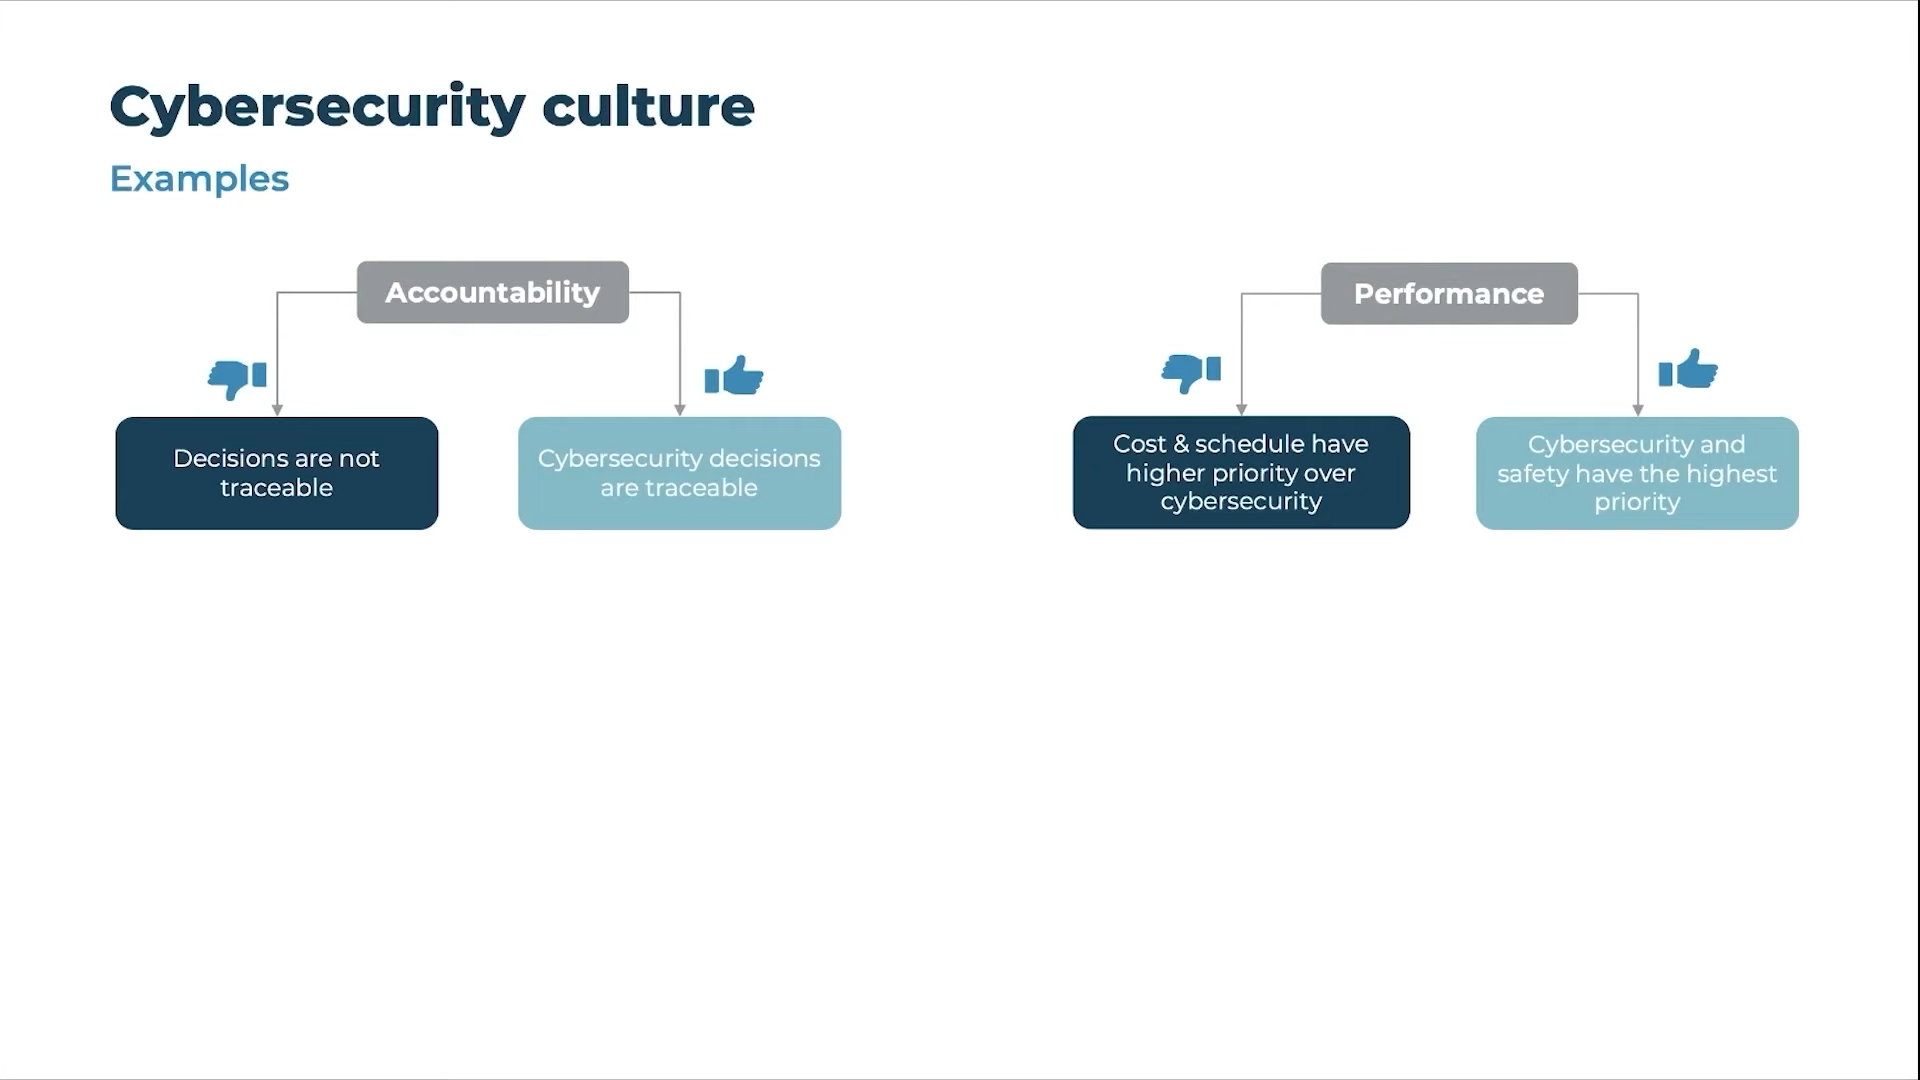 Cybersecurity culture
Examples
Accountability
Decisions are not
traceable
Cybersecurity decisions
are traceable
Performance
Cost & schedule have
higher priority over
cybersecurity
Cybersecurity and
safety have the highest
priority